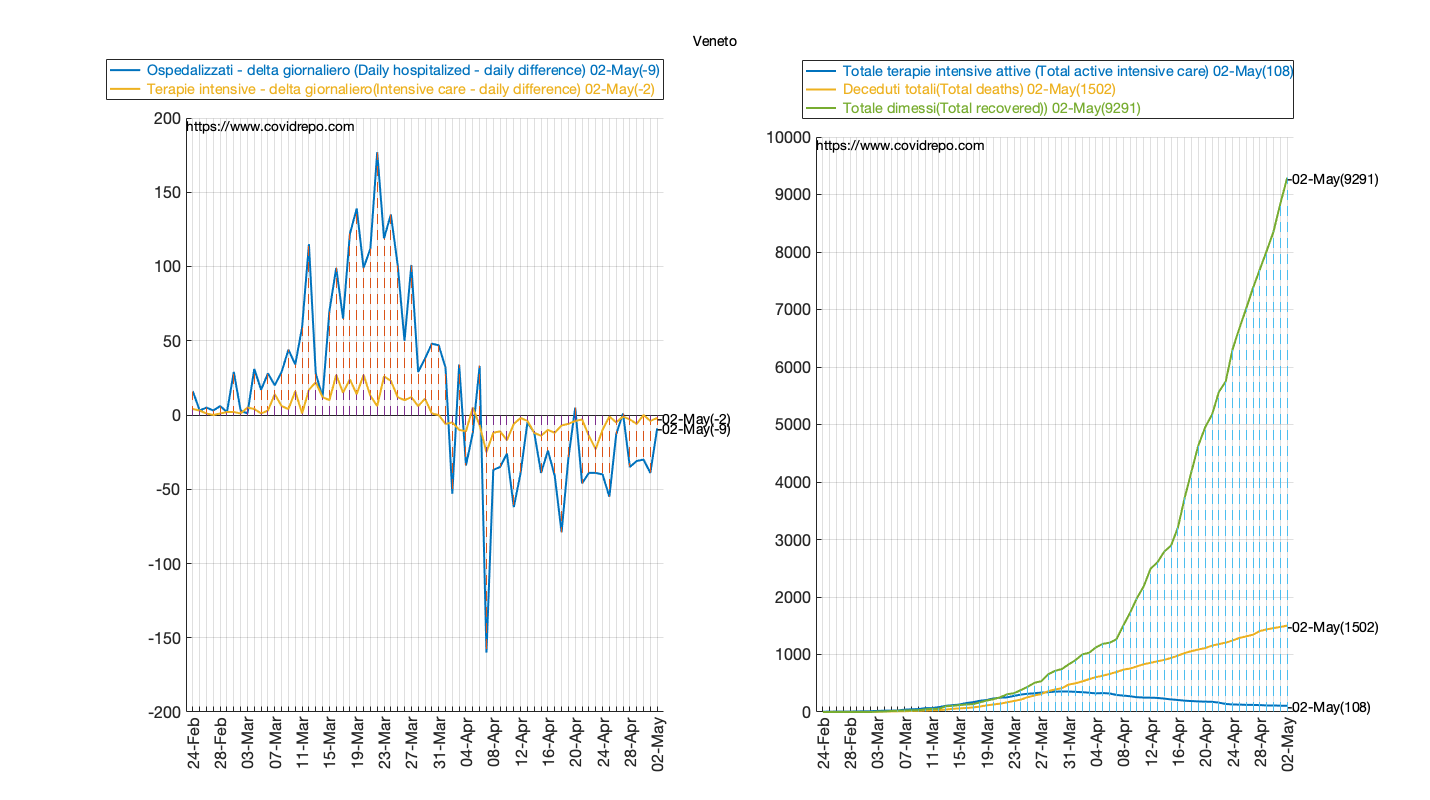 Veneto
Ospedalizzati - delta giornaliero (Daily hospitalized - daily difference) 02-May(-9)
Terapie intensive - delta giornaliero(Intensive care - daily difference) 02-May(-2)
https://www.covidrepo.com
200
150
100
50
0
-50
-100
-150
-200
-02-May(-2)
-02-May(-9)
24-Feb
28-Feb
03-Mar
07-Mar
11-Mar
15-Mar
19-Mar
23-Mar
27-Mar
31-Mar
04-Apr
08-Apr
12-Apr
16-Apr
20-Apr
24-Apr
28-Apr
02-May
Totale terapie intensive attive (Total active intensive care) 02-May(108)
Deceduti totali(Total deaths) 02-May(1502)
Totale dimessi(Total recovered)) 02-May(9291)
https://www.covidrepo.com
10000
9000
8000
7000
6000
5000
4000
3000
2000
1000
0
-02-May(9291)
-02-May(1502)
-02-May(108)
24-Feb
28-Feb
03-Mar
07-Mar
11-Mar
15-Mar
19-Mar
23-Mar
27-Mar
31-Mar
04-Apr
08-Apr
12-Apr
16-Apr
20-Apr
24-Apr
28-Apr
02-May